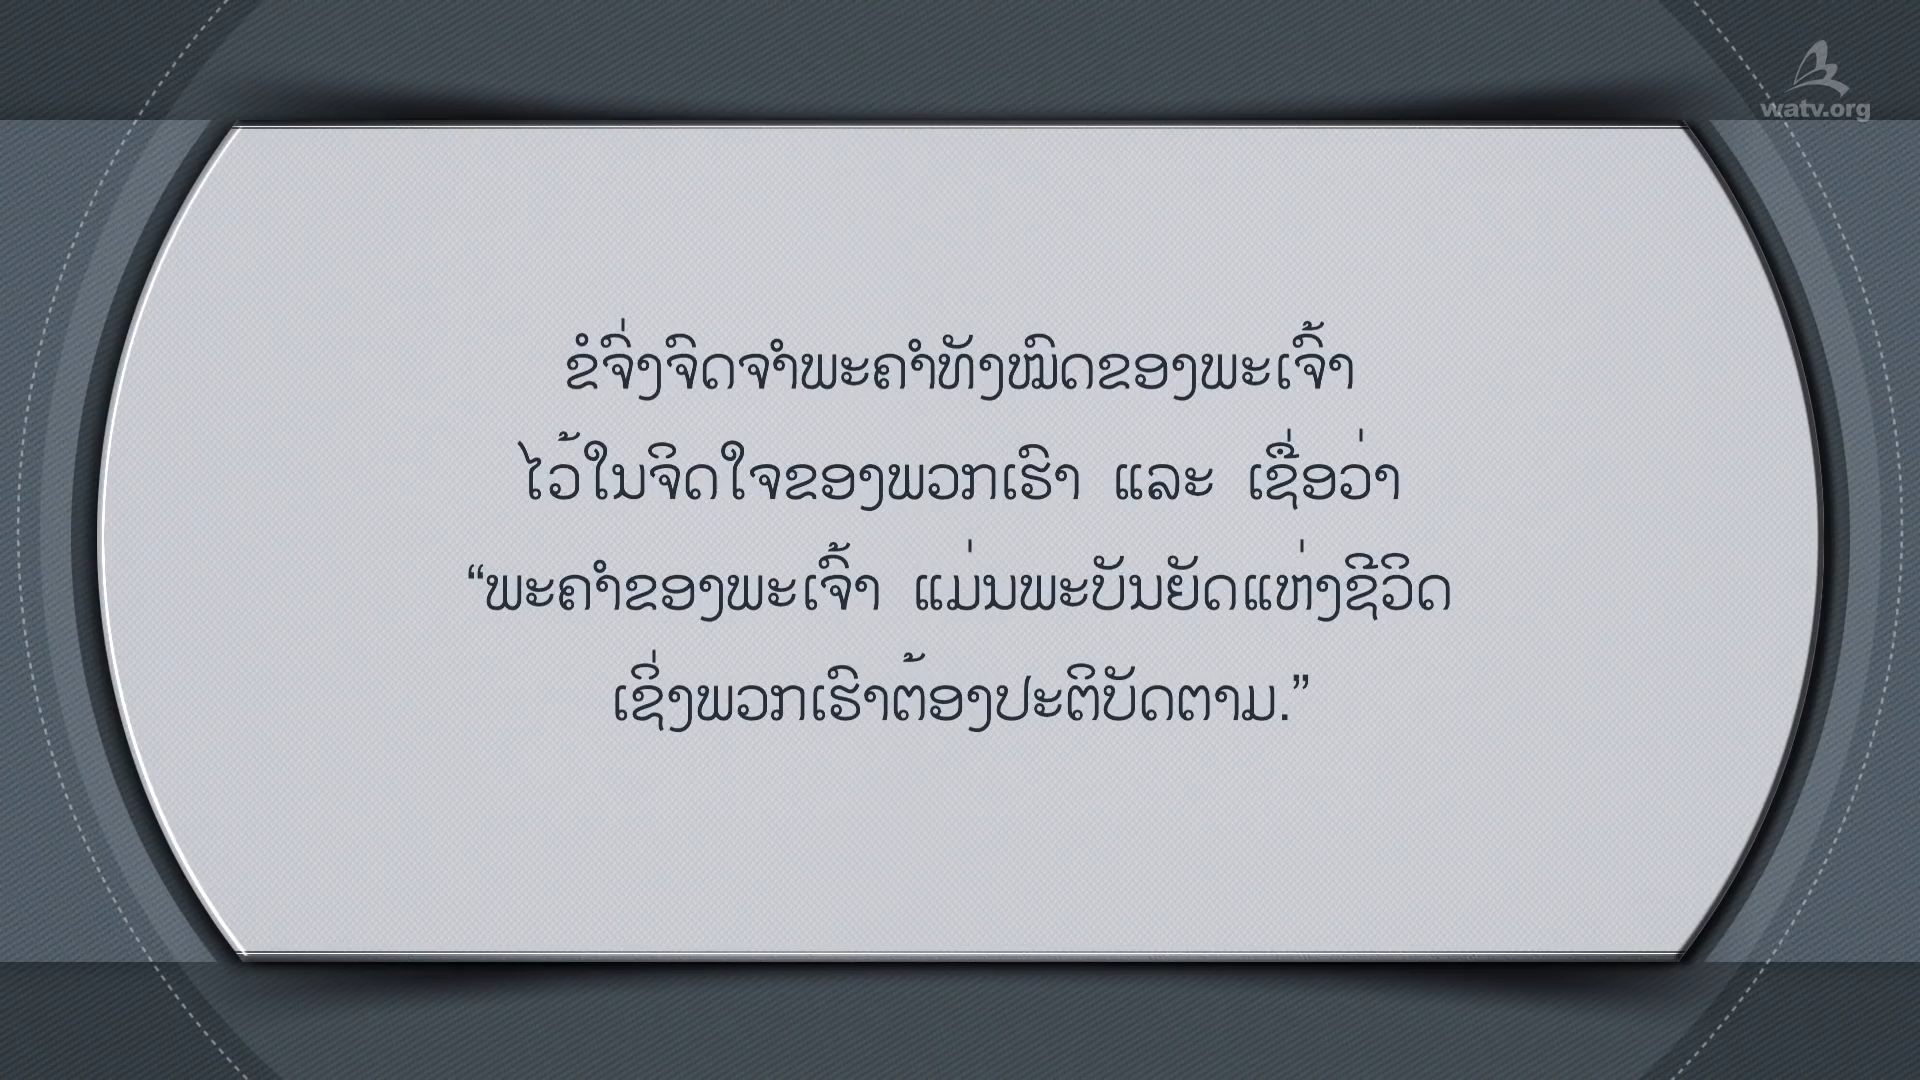 watv.org
ຂໍຈົ່ງຈົດຈຳພະຄຳທັງໝົດຂອງພະເຈົ້າ
ໄວ້ໃນຈິດໃຈຂອງພວກເຮົາ ແລະ ເຊື່ອວ່າ
“ພະຄຳຂອງພະເຈົ້າ ແມ່ນພະບັນຍັດແຫ່ງຊີວິດ
ເຊິ່ງພວກເຮົາຕ້ອງປະຕິບັດຕາມ.”